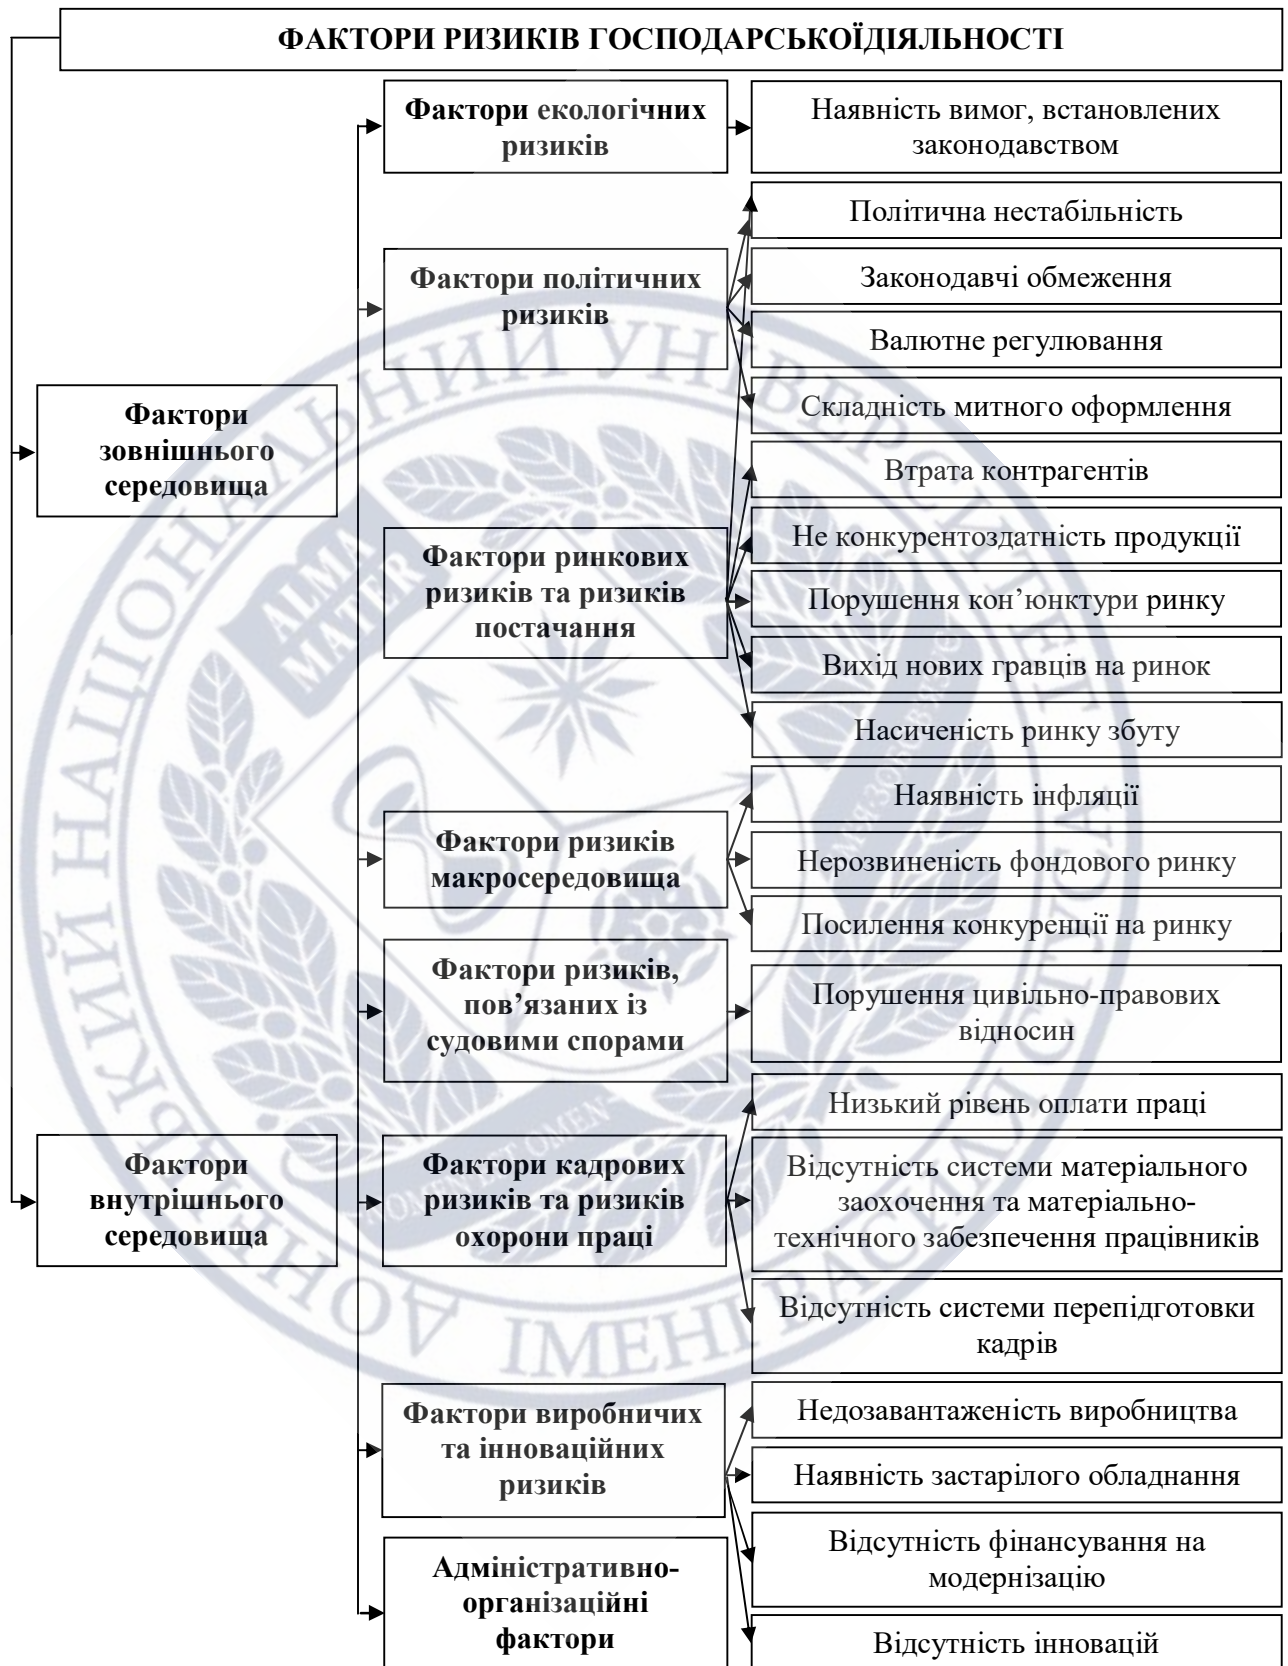 ФАКТОРИ РИЗИКІВ ГОСПОДАРСЬКОЇДІЯЛЬНОСТІ
Фактори екологічних
ризиків
Наявність вимог, встановлених
законодавством
Політична нестабільність
Фактори політичних
ризиків
Законодавчі обмеження
Валютне регулювання
Складність митного оформлення
Фактори
зовнішнього
середовища
Втрата контрагентів
Фактори ринкових
ризиків та ризиків
постачання
Не конкурентоздатність продукції
Порушення кон’юнктури ринку
Вихід нових гравців на ринок
Насиченість ринку збуту
Фактори ризиків
макросередовища
Наявність інфляції
Нерозвиненість фондового ринку
Посилення конкуренції на ринку
Фактори ризиків,
пов’язаних із
судовими спорами
Порушення цивільно-правових
відносин
Фактори
внутрішнього
середовища
Фактори кадрових
ризиків та ризиків
охорони праці
Низький рівень оплати праці
Відсутність системи матеріального
заохочення та матеріально-
технічного забезпечення працівників
Відсутність системи перепідготовки
кадрів
Фактори виробничих
та інноваційних
ризиків
Недозавантаженість виробництва
Наявність застарілого обладнання
Відсутність фінансування на
модернізацію
Відсутність інновацій
Адміністративно-
організаційні
фактори
ALMA
MATER